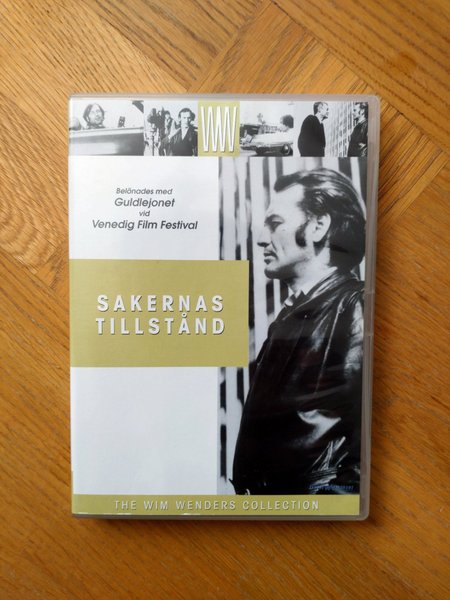 WW
Belönades med
Guldlejonet
vid
Venedig Film Festival
SAKERNAS
TILLSTÅND
THE WIM WENDERS COLLECTION